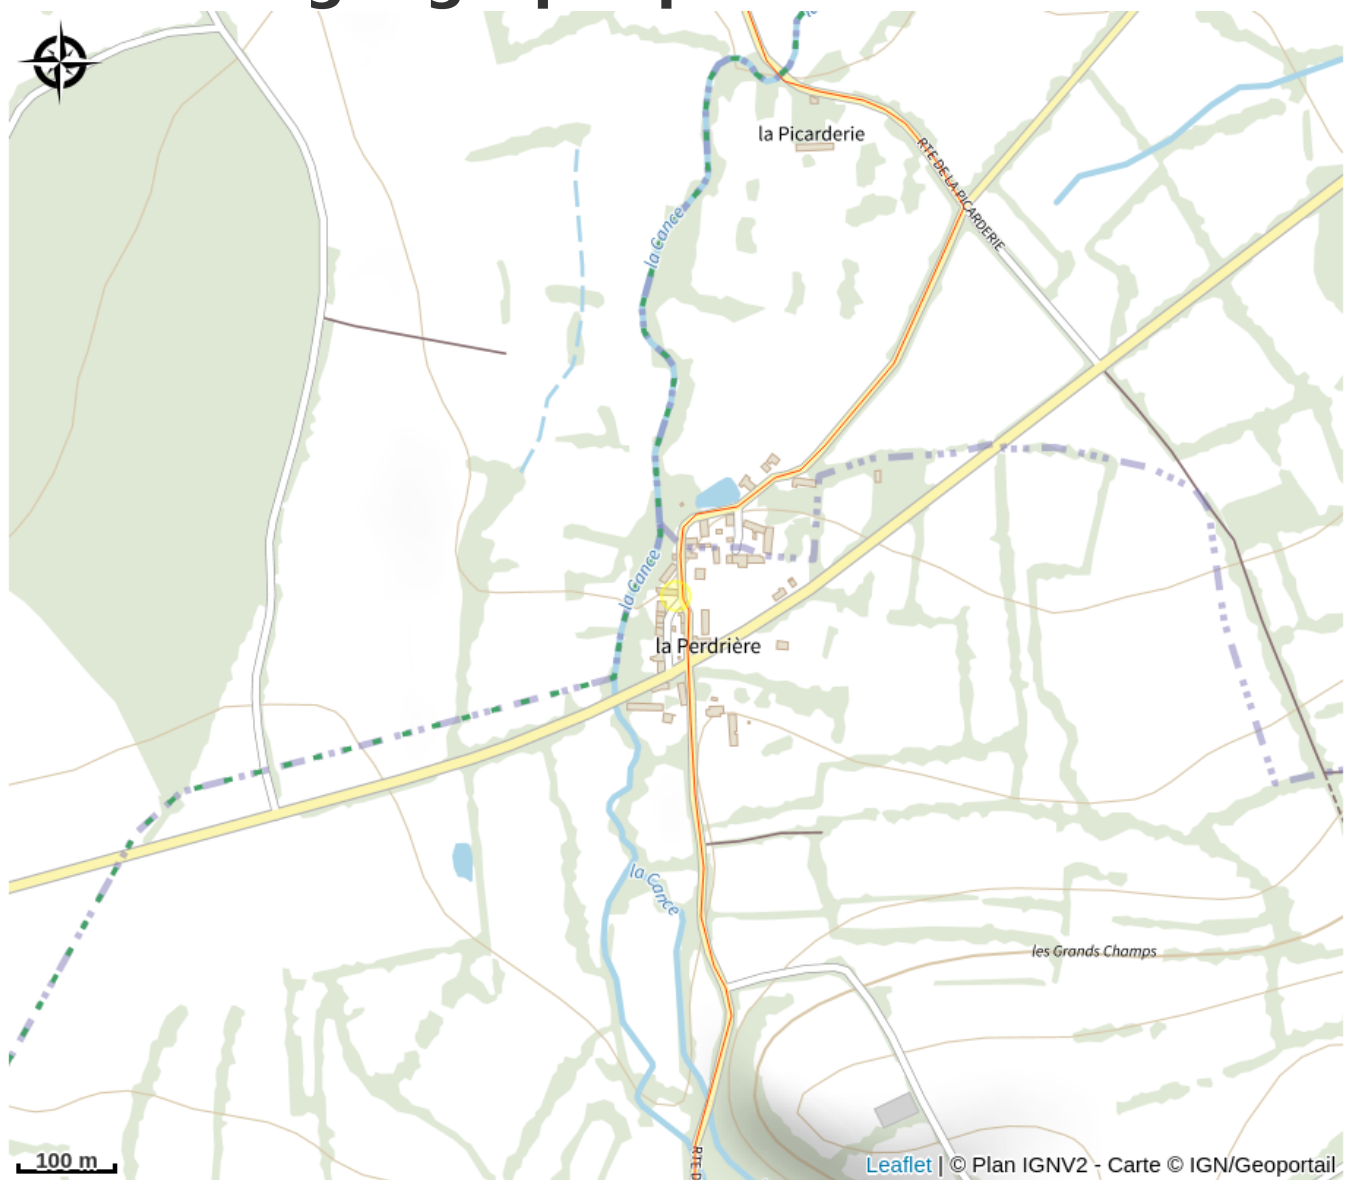 la Picarderie
RTE DE LA PICARDERIE
la Cance
la Cance
la Perdrière
la Cance
les Grands Champs
RTE D
100 m
Leaflet | © Plan IGNV2 - Carte © IGN/Geoportail